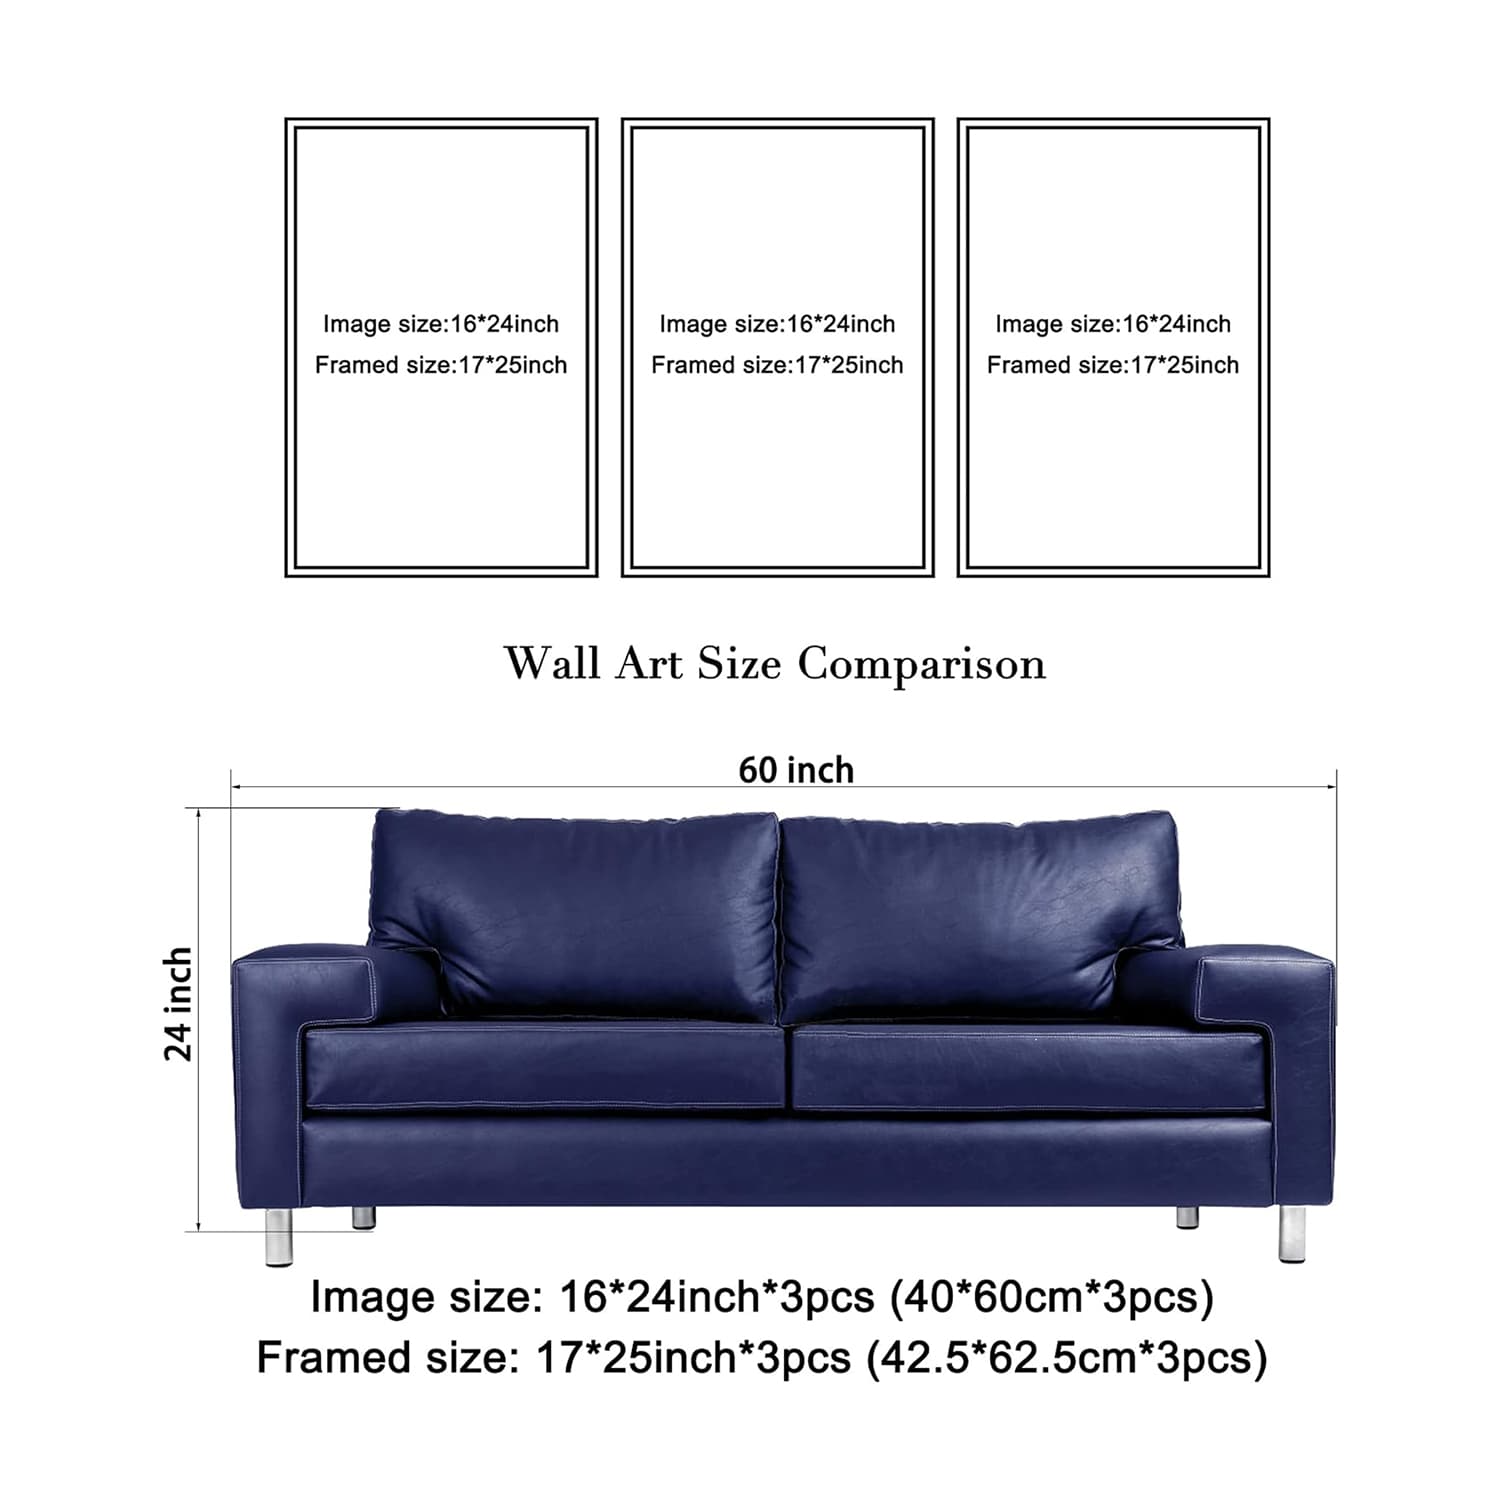 Image size:16*24inch
Framed size:17*25inch
Image size:16*24inch
Framed size:17*25inch
Image size:16*24inch
Framed size:17*25inch
Wall Art Size Comparison
60 inch
24 inch
Image size: 16*24inch*3pcs (40*60cm*3pcs)
Framed size: 17*25inch*3pcs (42.5*62.5cm*3pcs)